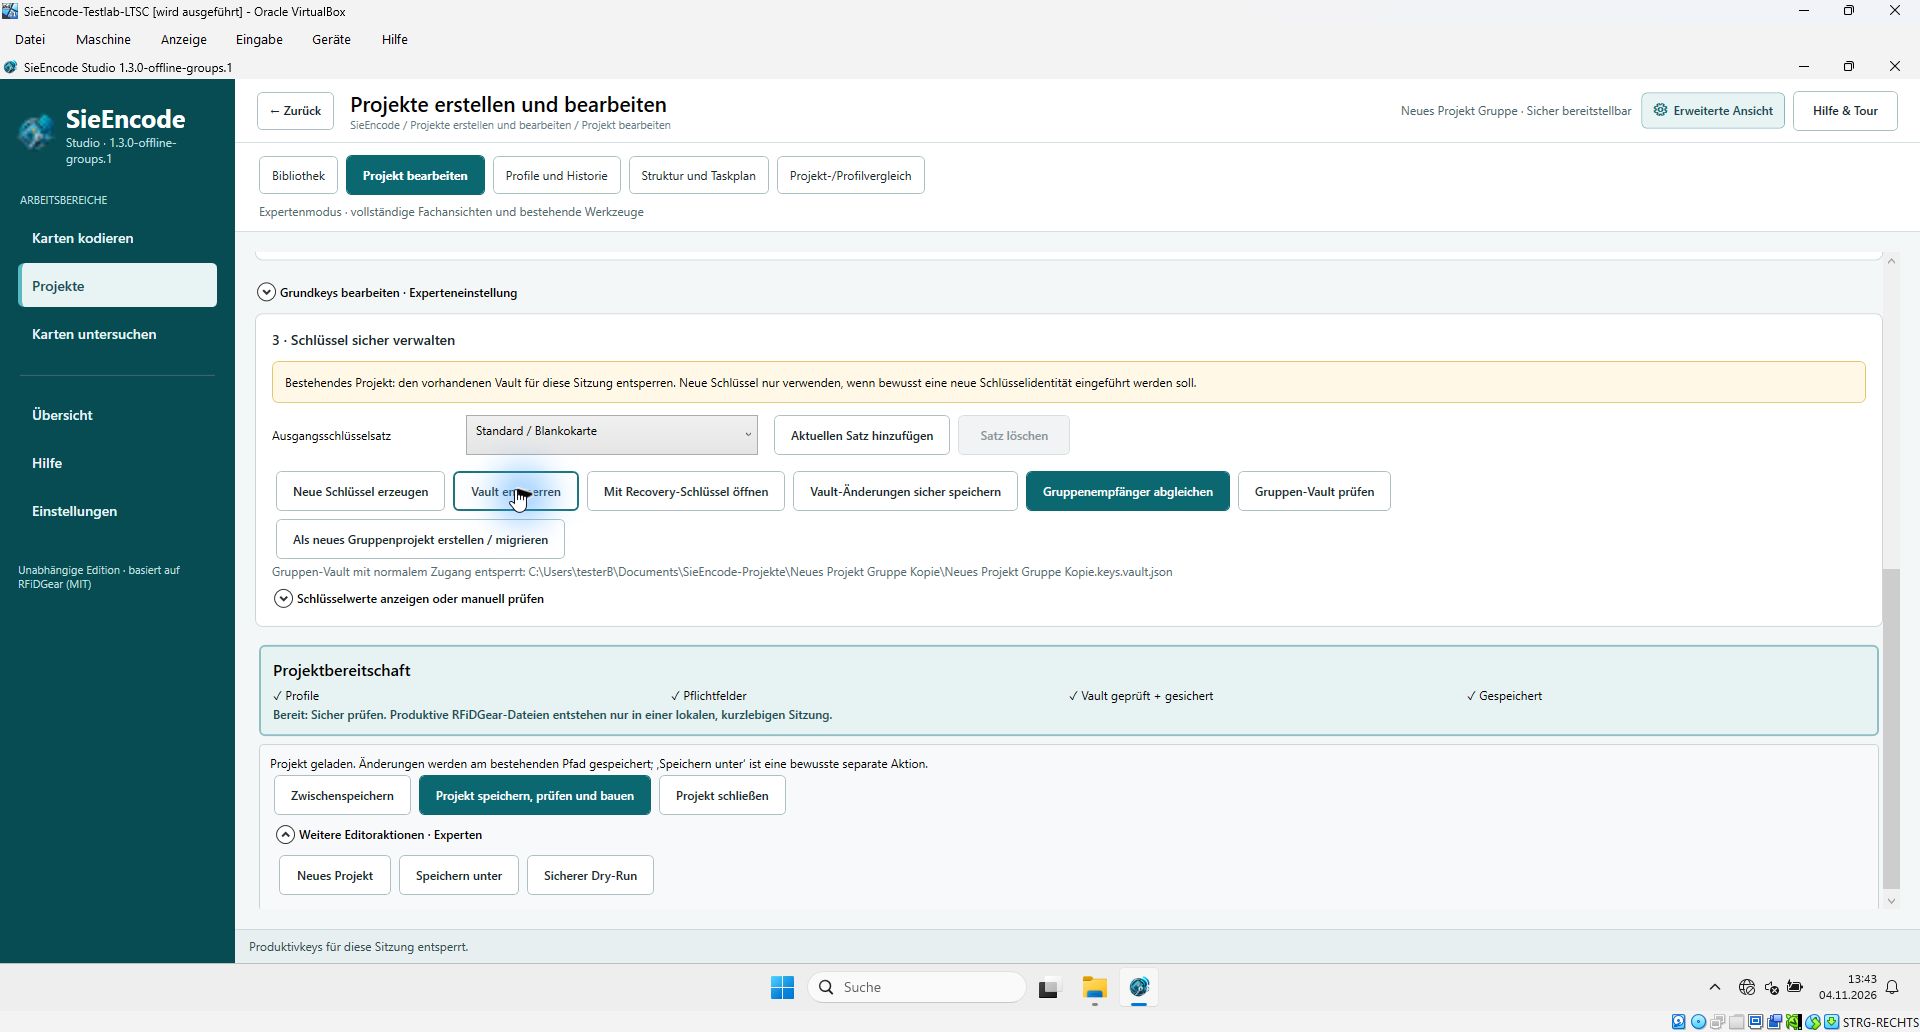 SieEncode-Testlab-LTSC [wird ausgeführt] - Oracle VirtualBox
Datei Maschine Anzeige Eingabe Geräte Hilfe
SieEncode Studio 1.3.0-offline-groups.1
SieEncode
Studio · 1.3.0-offline-
groups.1
ARBEITSBEREICHE
Karten kodieren
Projekte
Karten untersuchen
Übersicht
Hilfe
Einstellungen
Unabhängige Edition · basiert auf
RFiDGear (MIT)
← Zurück
Projekte erstellen und bearbeiten
SieEncode / Projekte erstellen und bearbeiten / Projekt bearbeiten
Neues Projekt Gruppe · Sicher bereitstellbar
Erweiterte Ansicht
Hilfe & Tour
Bibliothek
Projekt bearbeiten
Profile und Historie
Struktur und Taskplan
Projekt-/Profilvergleich
Expertenmodus · vollständige Fachansichten und bestehende Werkzeuge
Grundkeys bearbeiten · Experteneinstellung
3 · Schlüssel sicher verwalten
Bestehendes Projekt: den vorhandenen Vault für diese Sitzung entsperren. Neue Schlüssel nur verwenden, wenn bewusst eine neue Schlüsselidentität eingeführt werden soll.
Ausgangsschlüsselsatz
Standard / Blankokarte
Aktuellen Satz hinzufügen
Satz löschen
Neue Schlüssel erzeugen
Vault
Mit Recovery-Schlüssel öffnen
Vault-Änderungen sicher speichern
Gruppenempfänger abgleichen
Gruppen-Vault prüfen
Als neues Gruppenprojekt erstellen / migrieren
Gruppen-Vault mit normalem Zugang entsperrt: C:\Users\testerB\Documents\SieEncode-Projekte\Neues Projekt Gruppe Kopie\Neues Projekt Gruppe Kopie.keys.vault.json
Schlüsselwerte anzeigen oder manuell prüfen
Projektbereitschaft
✓ Profile
✓ Pflichtfelder
✓ Vault geprüft + gesichert
✓ Gespeichert
Bereit: Sicher prüfen. Produktive RFiDGear-Dateien entstehen nur in einer lokalen, kurzlebigen Sitzung.
Projekt geladen. Änderungen werden am bestehenden Pfad gespeichert; ‚Speichern unter‘ ist eine bewusste separate Aktion.
Zwischenspeichern
Projekt speichern, prüfen und bauen
Projekt schließen
Weitere Editoraktionen · Experten
Neues Projekt
Speichern unter
Sicherer Dry-Run
Produktivkeys für diese Sitzung entsperrt.
Suche
13:43
04.11.2026
STRG-RECHTS